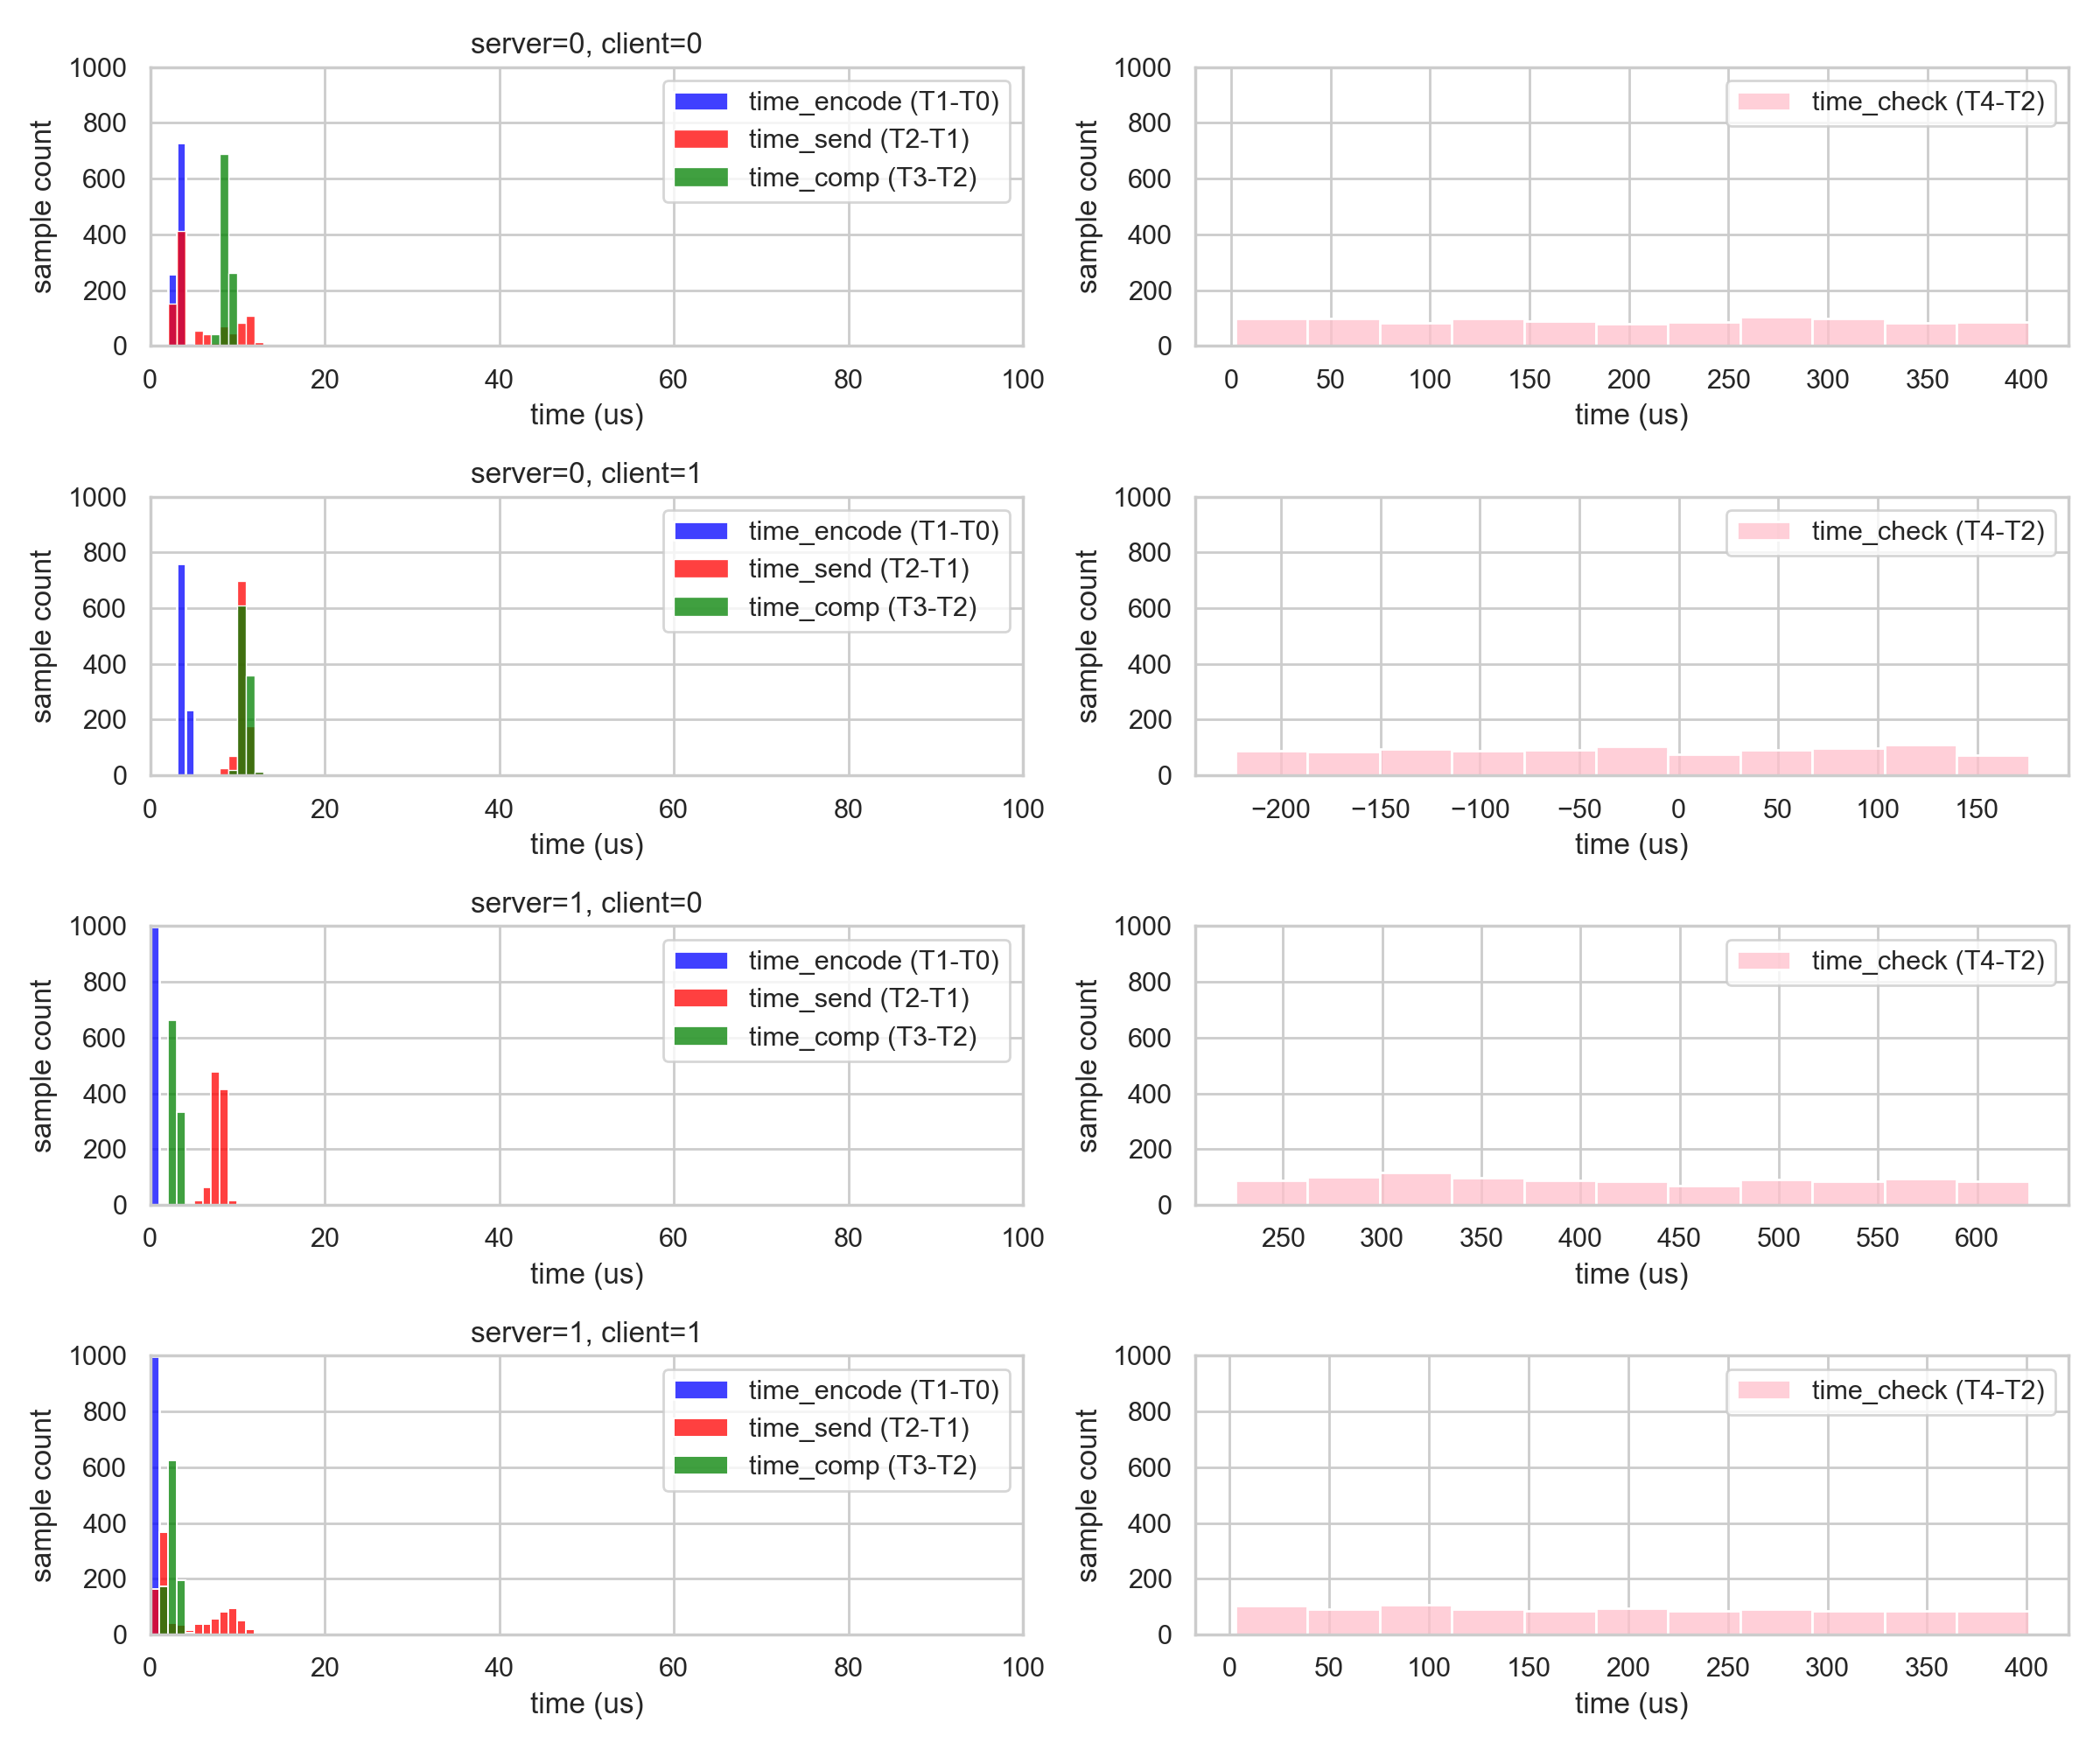 server=0, client=0
1000
800
600
400
200
0
sample count
time_encode (T1-T0)
time_send (T2-T1)
time_comp (T3-T2)
0 20 40 60 80 100
time (us)
1000
800
600
400
200
0
sample count
time_check (T4-T2)
0 50 100 150 200 250 300 350 400
time (us)
server=0, client=1
1000
800
600
400
200
0
sample count
time_encode (T1-T0)
time_send (T2-T1)
time_comp (T3-T2)
0 20 40 60 80 100
time (us)
1000
800
600
400
200
0
sample count
time_check (T4-T2)
−200 −150 −100 −50 0 50 100 150
time (us)
server=1, client=0
1000
800
600
400
200
0
sample count
time_encode (T1-T0)
time_send (T2-T1)
time_comp (T3-T2)
0 20 40 60 80 100
time (us)
1000
800
600
400
200
0
sample count
time_check (T4-T2)
250 300 350 400 450 500 550 600
time (us)
server=1, client=1
1000
800
600
400
200
0
sample count
time_encode (T1-T0)
time_send (T2-T1)
time_comp (T3-T2)
0 20 40 60 80 100
time (us)
1000
800
600
400
200
0
sample count
time_check (T4-T2)
0 50 100 150 200 250 300 350 400
time (us)